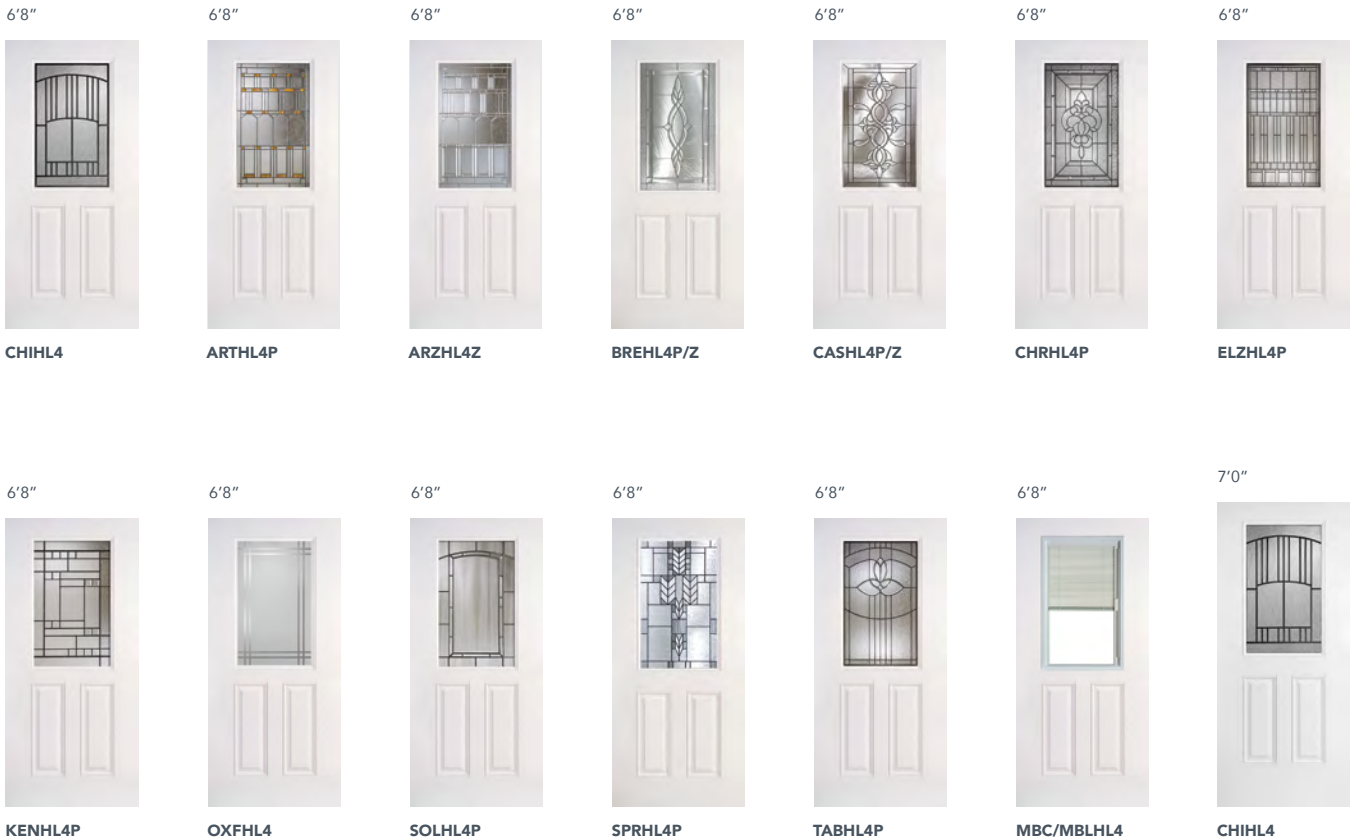 6’8” 6’8” 6’8” 6’8” 6’8” 6’8” 6’8”
CHIHL4 ARTHL4P ARZHL4Z BREHL4P/Z CASHL4P/Z CHRHL4P ELZHL4P
7’0”
6’8” 6’8” 6’8” 6’8” 6’8” 6’8”
KENHL4P OXFHL4 SOLHL4P SPRHL4P TABHL4P MBC/MBLHL4 CHIHL4